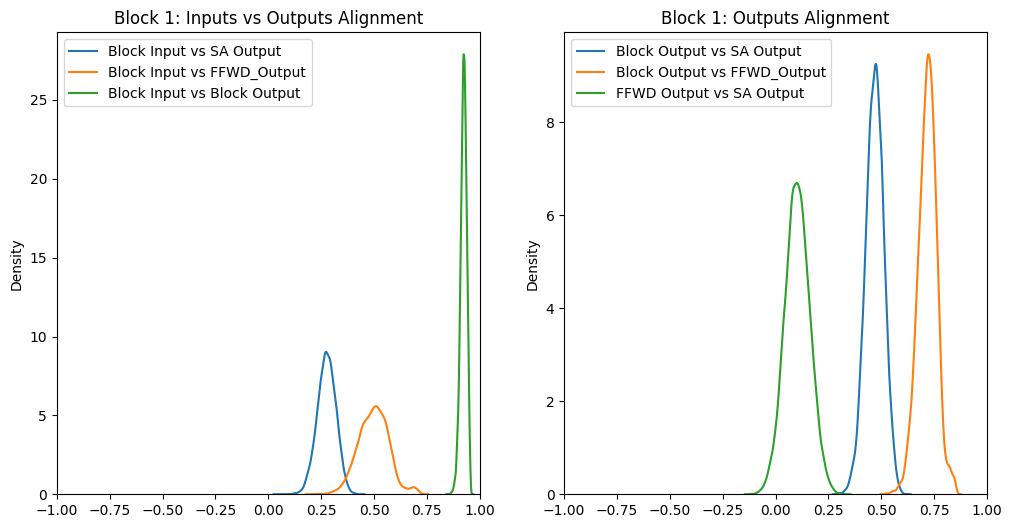 Block 1: Inputs vs Outputs Alignment
Block Input vs SA Output
Block Input vs FFWD_Output
Block Input vs Block Output
Density
25
20
15
10
5
0
−1.00 −0.75 −0.50 −0.25 0.00 0.25 0.50 0.75 1.00
Block 1: Outputs Alignment
Block Output vs SA Output
Block Output vs FFWD_Output
FFWD Output vs SA Output
Density
8
6
4
2
0
−1.00 −0.75 −0.50 −0.25 0.00 0.25 0.50 0.75 1.00